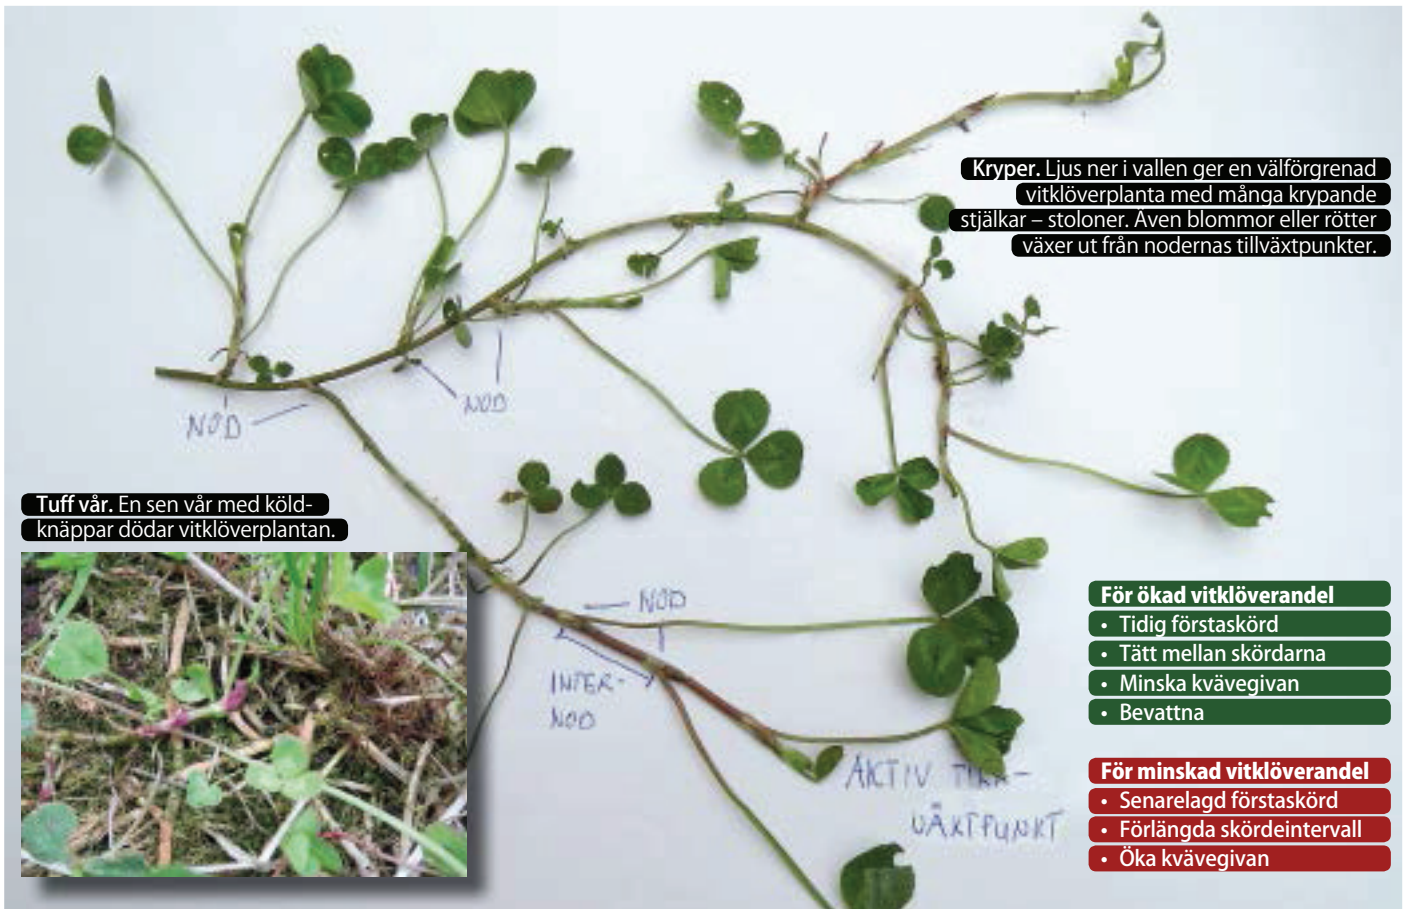 Kryper. Ljus ner i vallen ger en välförgrenad
vitklöverplanta med många krypande
stjälkar – stoloner. Även blommor eller rötter
växer ut från nodernas tillväxtpunkter.
NOD
NOD
Tuff vår. En sen vår med köld-
knäppar dödar vitklöverplantan.
NOD
INTER-
NOD
AKTIV TILL-
VÄXTPUNKT
För ökad vitklöverandel
• Tidig förstaskörd
• Tätt mellan skördarna
• Minska kvävegivan
• Bevattna
För minskad vitklöverandel
• Senarelagd förstaskörd
• Förlängda skördeintervall
• Öka kvävegivan